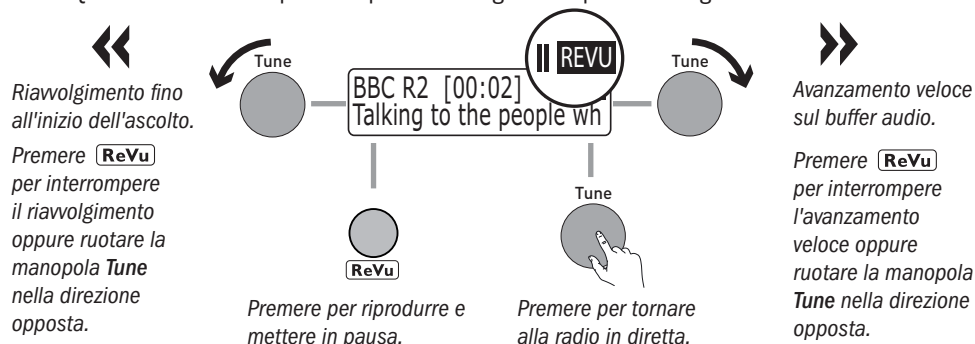 Tune
Tune
II REVU
BBC R2 [00:02]
Talking to the people wh
Riavvolgimento fino
all'inizio dell'ascolto.
Premere ReVu
per interrompere
il riavvolgimento
oppure ruotare la
manopola Tune
nella direzione
opposta.
ReVu
Premere per riprodurre e
mettere in pausa.
Tune
Premere per tornare
alla radio in diretta.
Avanzamento veloce
sul buffer audio.
Premere ReVu
per interrompere
l'avanzamento
veloce oppure
ruotare la manopola
Tune nella direzione
opposta.